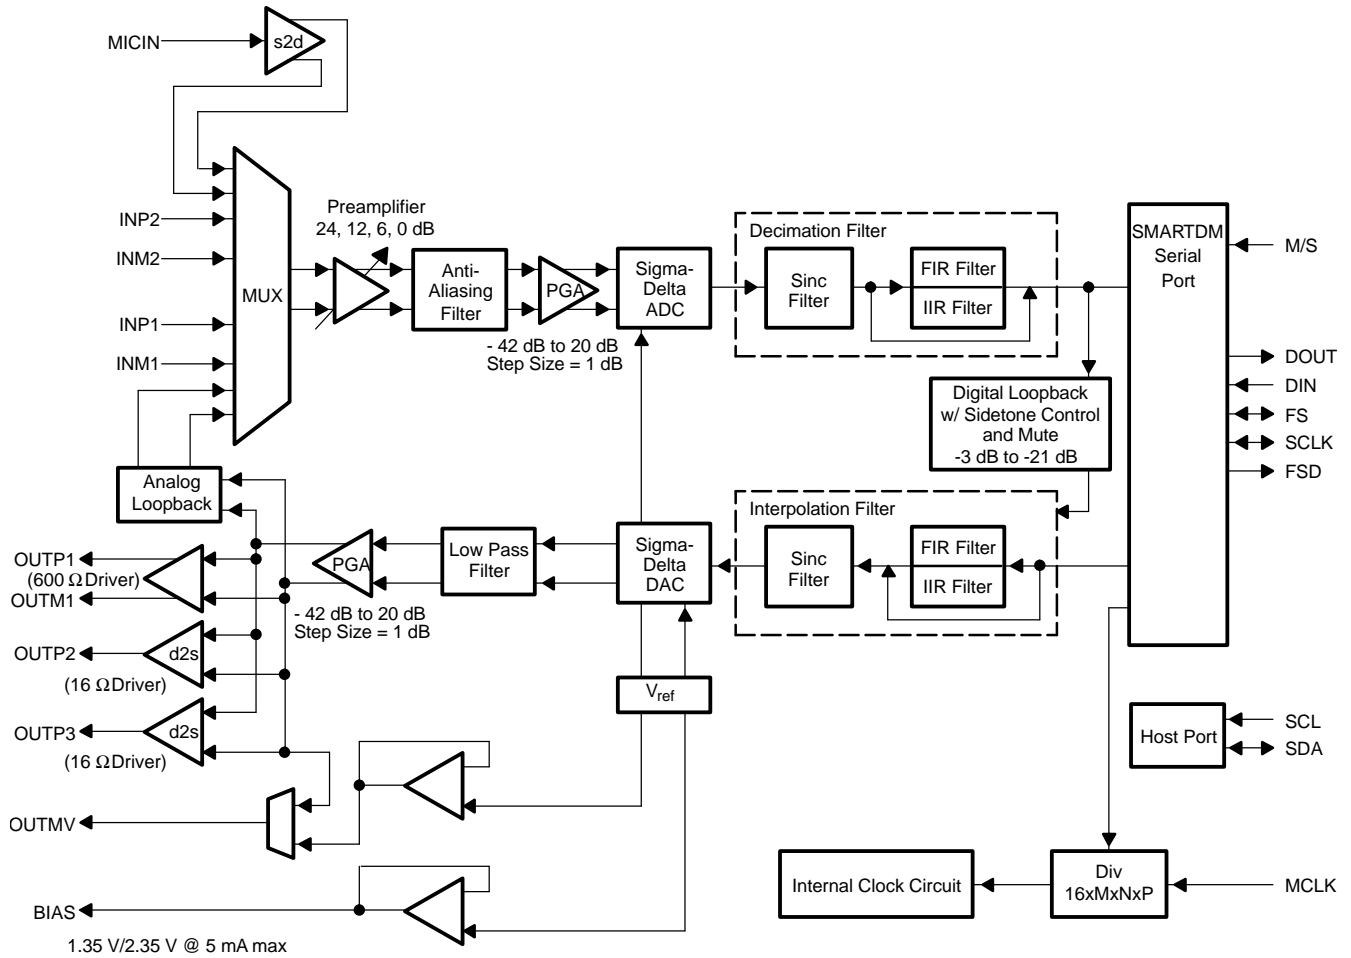 MICIN
s2d
INP2
INM2
INP1
INM1
MUX
Preamplifier
24, 12, 6, 0 dB
Anti-
Aliasing
Filter
PGA
- 42 dB to 20 dB
Step Size = 1 dB
Sigma-
Delta
ADC
Decimation Filter
Sinc
Filter
FIR Filter
IIR Filter
SMARTDM
Serial
Port
M/S
DOUT
DIN
FS
SCLK
FSD
Digital Loopback
w/ Sidetone Control
and Mute
-3 dB to -21 dB
Analog
Loopback
OUTP1
(600 Ω Driver)
OUTM1
PGA
- 42 dB to 20 dB
Step Size = 1 dB
Low Pass
Filter
Sigma-
Delta
DAC
Interpolation Filter
Sinc
Filter
FIR Filter
IIR Filter
OUTP2
d2s
(16 Ω Driver)
OUTP3
d2s
(16 Ω Driver)
Vref
Host Port
SCL
SDA
OUTMV
BIAS
1.35 V/2.35 V @ 5 mA max
Internal Clock Circuit
Div
16xMxNxP
MCLK